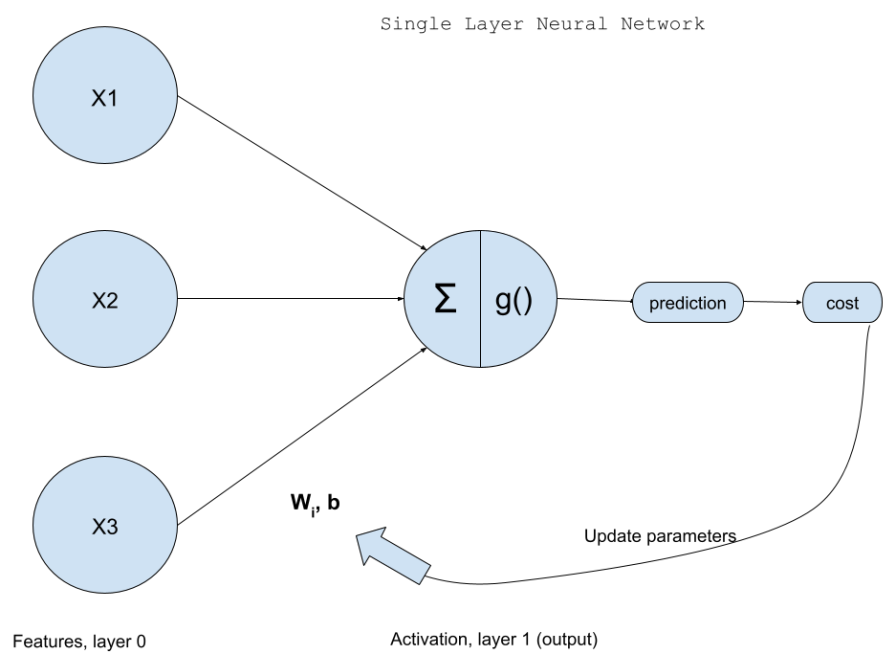 Single Layer Neural Network
X1
X2
Σ g()
prediction
cost
X3
Wi, b
Update parameters
Features, layer 0
Activation, layer 1 (output)